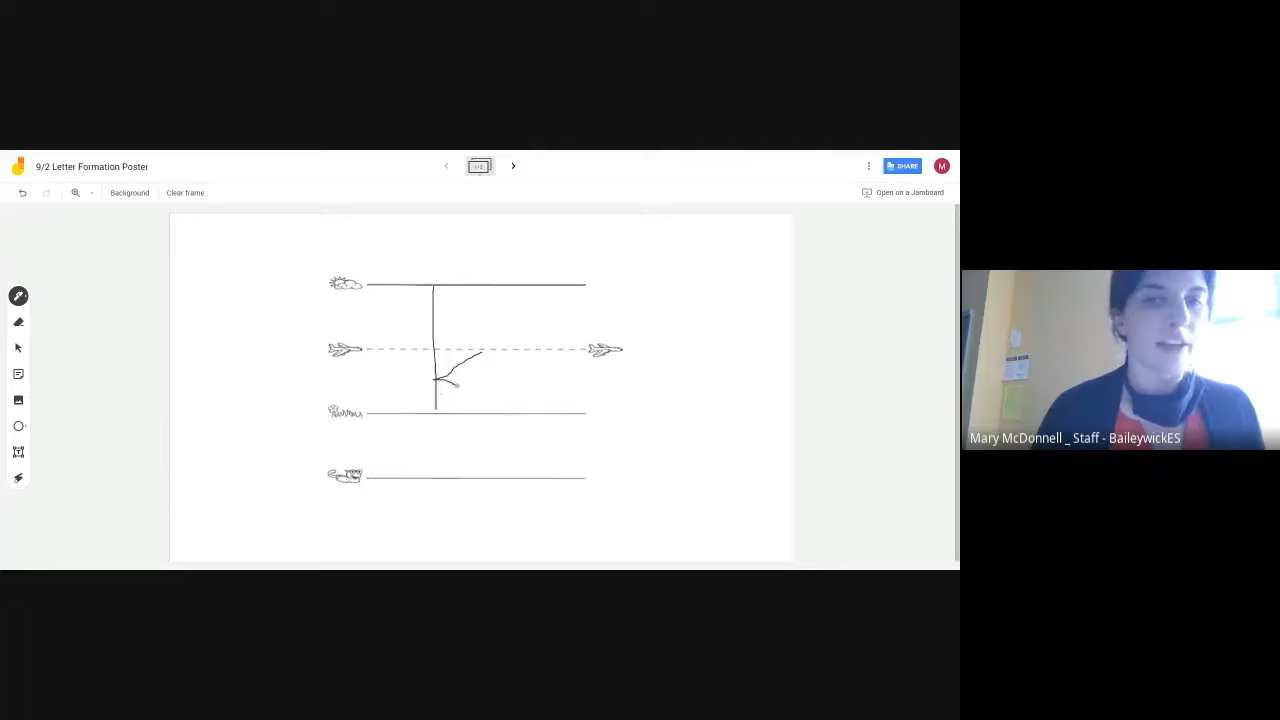 9/2 Letter Formation Poster
SHARE
M
Background
Clear frame
Open on a Jamboard
k
Mary McDonnell _ Staff - BaileywickES